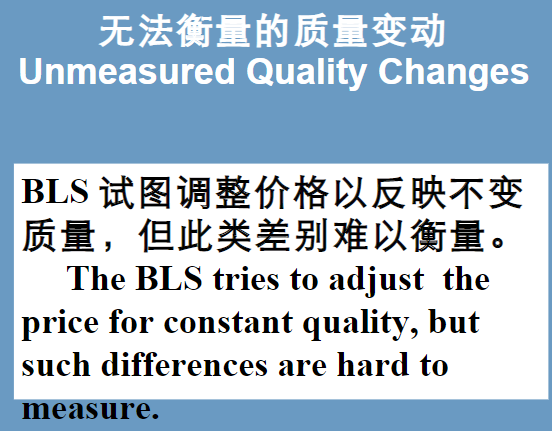 无法衡量的质量变动
Unmeasured Quality Changes
BLS 试图调整价格以反映不变
质量，但此类差别难以衡量。
The BLS tries to adjust  the
price for constant quality, but
such differences are hard to
measure.